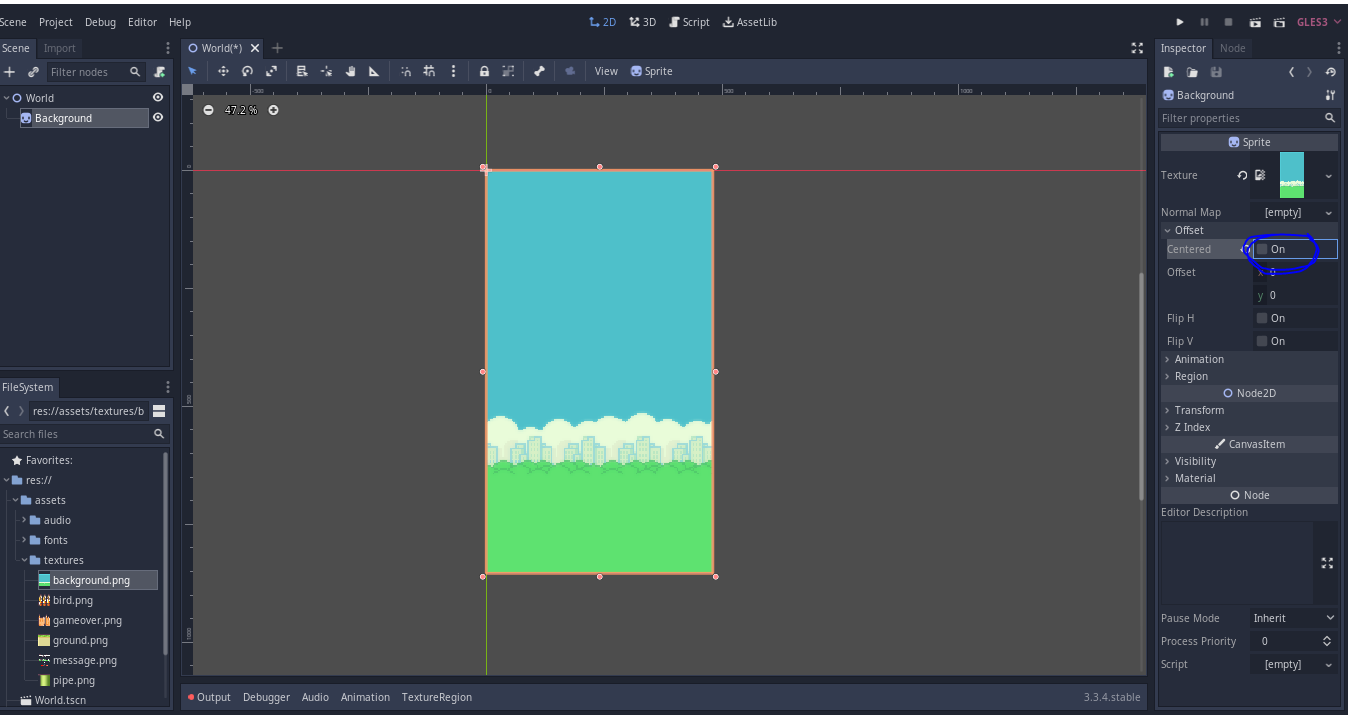 Scene Project Debug Editor Help
2D 3D Script AssetLib
GLES3
Scene Import
World(*)
Inspector Node
Filter nodes
View Sprite
World
Background
-500 0 500 1000
47.2 %
0
500
1000
Background
Filter properties
Sprite
Texture
Normal Map [empty]
Offset
Centered On
Offset x 0
y 0
Flip H On
Flip V On
Animation
Region
Node2D
Transform
Z Index
CanvasItem
Visibility
Material
Node
Editor Description
Pause Mode Inherit
Process Priority 0
Script [empty]
FileSystem
res://assets/textures/b
Search files
Favorites:
res://
assets
audio
fonts
textures
background.png
bird.png
gameover.png
ground.png
message.png
pipe.png
World.tscn
Output Debugger Audio Animation TextureRegion
3.3.4.stable